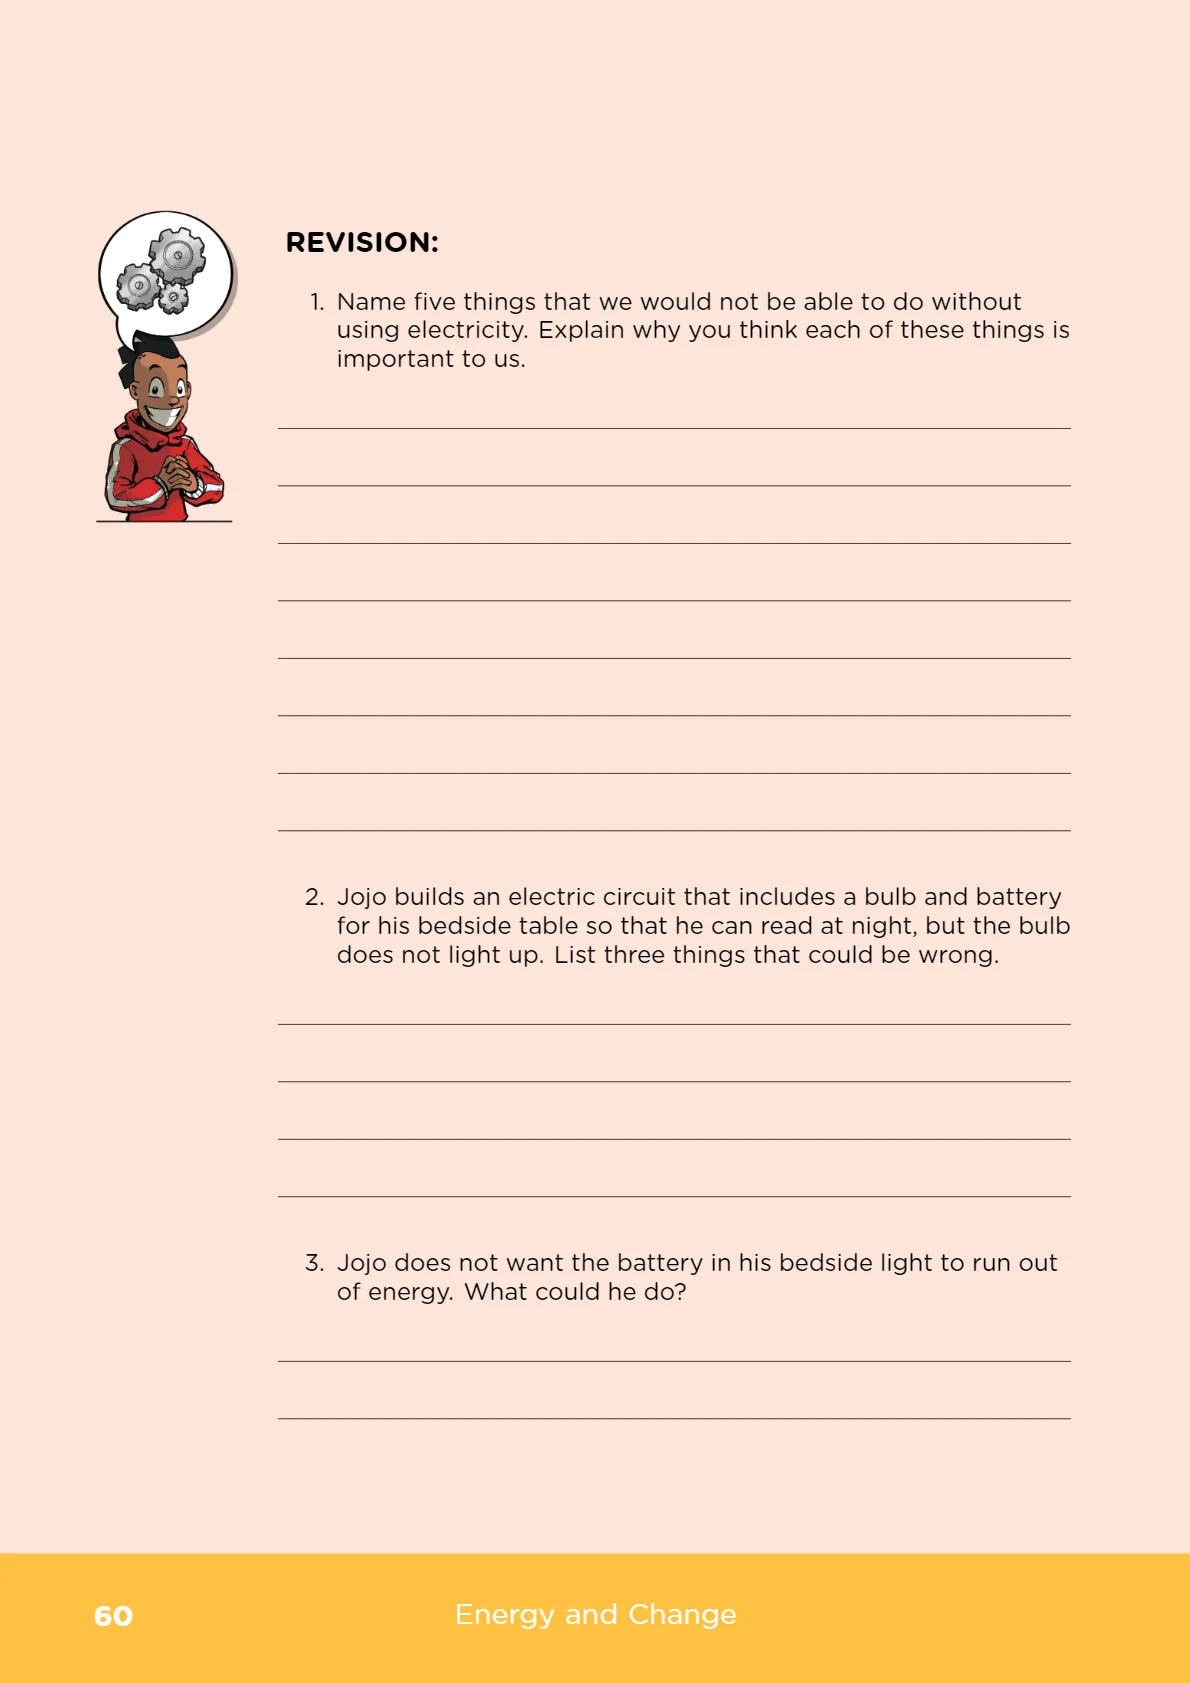 REVISION:
1. Name five things that we would not be able to do without
using electricity. Explain why you think each of these things is
important to us.
2. Jojo builds an electric circuit that includes a bulb and battery
for his bedside table so that he can read at night, but the bulb
does not light up. List three things that could be wrong.
3. Jojo does not want the battery in his bedside light to run out
of energy. What could he do?
60
Energy and Change